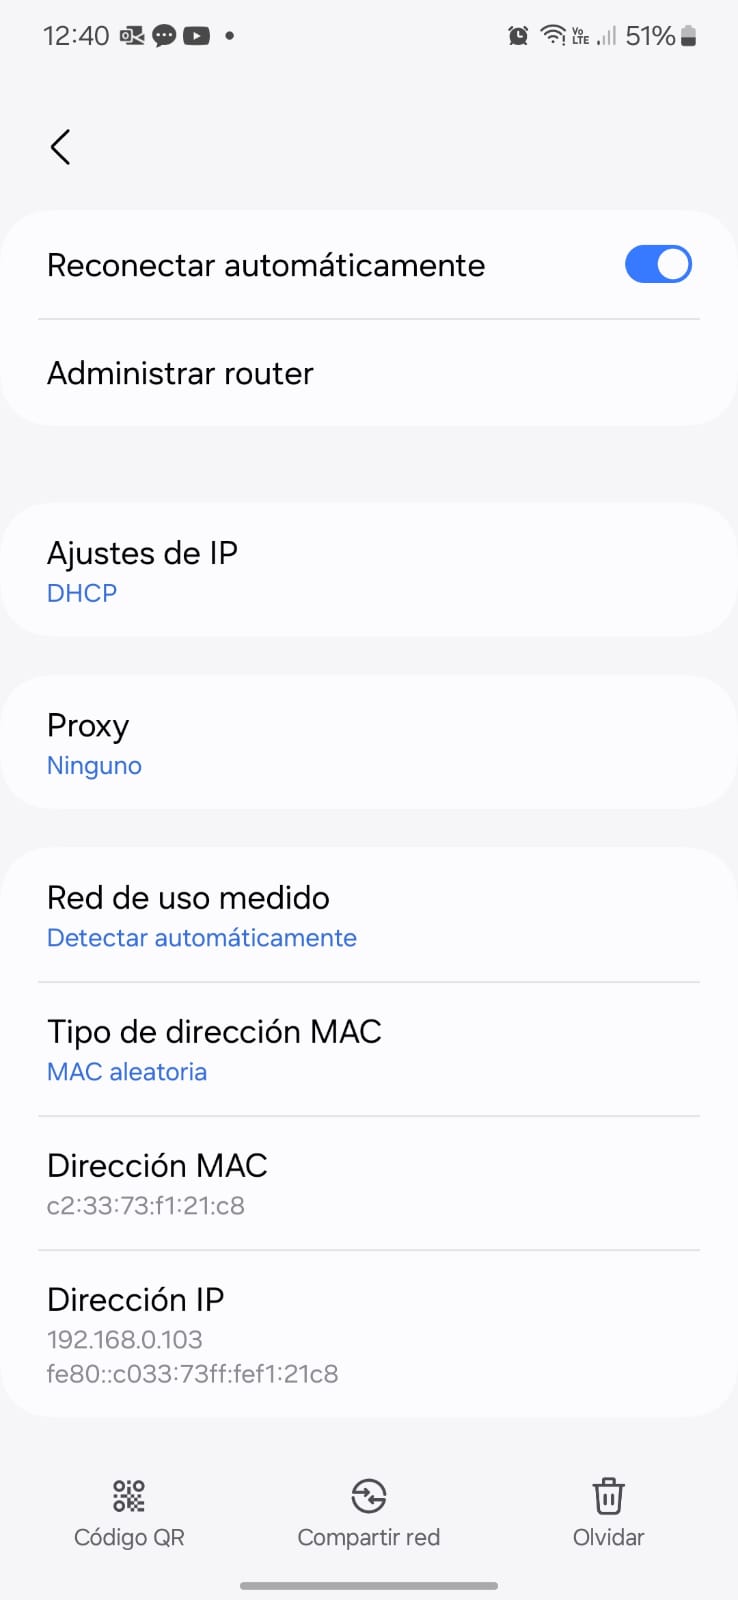 12:40
Vo
LTE
51%
Reconectar automáticamente
Administrar router
Ajustes de IP
DHCP
Proxy
Ninguno
Red de uso medido
Detectar automáticamente
Tipo de dirección MAC
MAC aleatoria
Dirección MAC
c2:33:73:f1:21:c8
Dirección IP
192.168.0.103
fe80::c033:73ff:fef1:21c8
Código QR
Compartir red
Olvidar